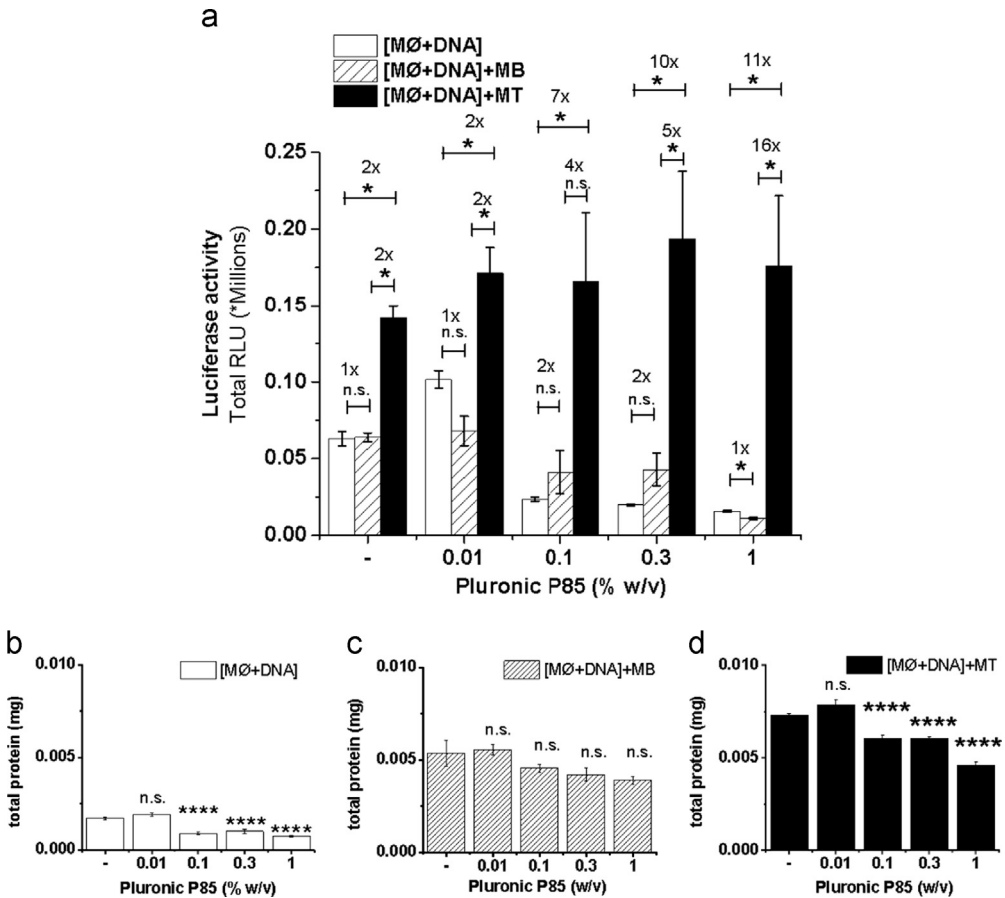 a
[MØ+DNA]
[MØ+DNA]+MB
[MØ+DNA]+MT
10x
*
11x
*
7x
*
2x
*
5x
*
16x
*
4x
n.s.
2x
*
2x
*
2x
*
1x
n.s.
1x
n.s.
2x
n.s.
2x
n.s.
1x
*
Luciferase activity
Total RLU (*Millions)
0.25
0.20
0.15
0.10
0.05
0.00
- 0.01 0.1 0.3 1
Pluronic P85 (% w/v)
b
[MØ+DNA]
total protein (mg)
0.010
0.005
0.000
n.s. **** **** ****
- 0.01 0.1 0.3 1
Pluronic P85 (% w/v)
c
[MØ+DNA]+MB
total protein (mg)
0.010
0.005
0.000
n.s. n.s. n.s. n.s.
- 0.01 0.1 0.3 1
Pluronic P85 (w/v)
d
[MØ+DNA]+MT
total protein (mg)
0.010
0.005
0.000
n.s. **** **** ****
- 0.01 0.1 0.3 1
Pluronic P85 (w/v)